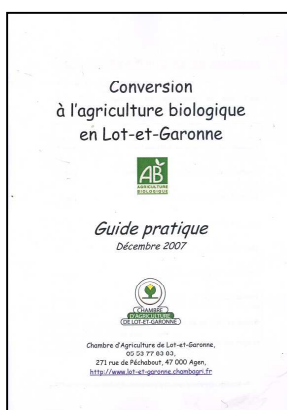 Conversion
à l'agriculture biologique
en Lot-et-Garonne
AB
AGRICULTURE
BIOLOGIQUE
Guide pratique
Décembre 2007
CHAMBRE
D'AGRICULTURE
DE LOT-ET-GARONNE
Chambre d'Agriculture de Lot-et-Garonne,
05 53 77 83 83,
271 rue de Péchabout, 47 000 Agen,
http://www.lot-et-garonne.chambagri.fr